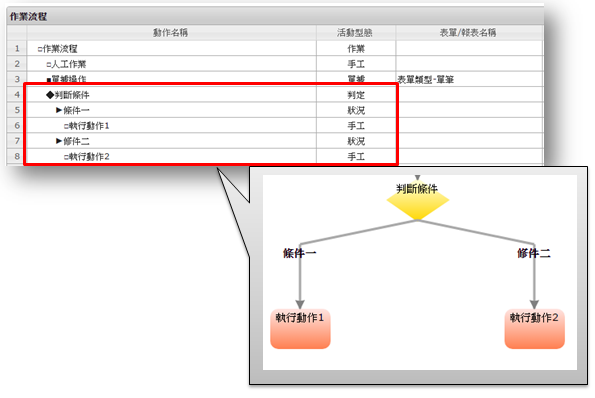 作業流程
動作名稱 活動型態 表單/報表名稱
1 □作業流程 作業
2 □人工作業 手工
3 ■單據操作 單據 表單類型-單筆
4 ◆判斷條件 判定
5 ►條件一 狀況
6 □執行動作1 手工
7 ►條件二 狀況
8 □執行動作2 手工
判斷條件
條件一 條件二
執行動作1 執行動作2